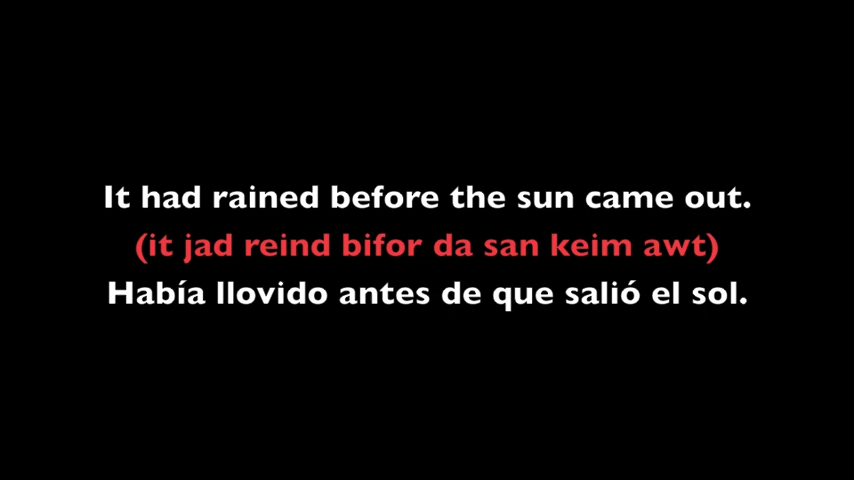 It had rained before the sun came out.
(it jad reind bifor da san keim awt)
Había llovido antes de que salió el sol.